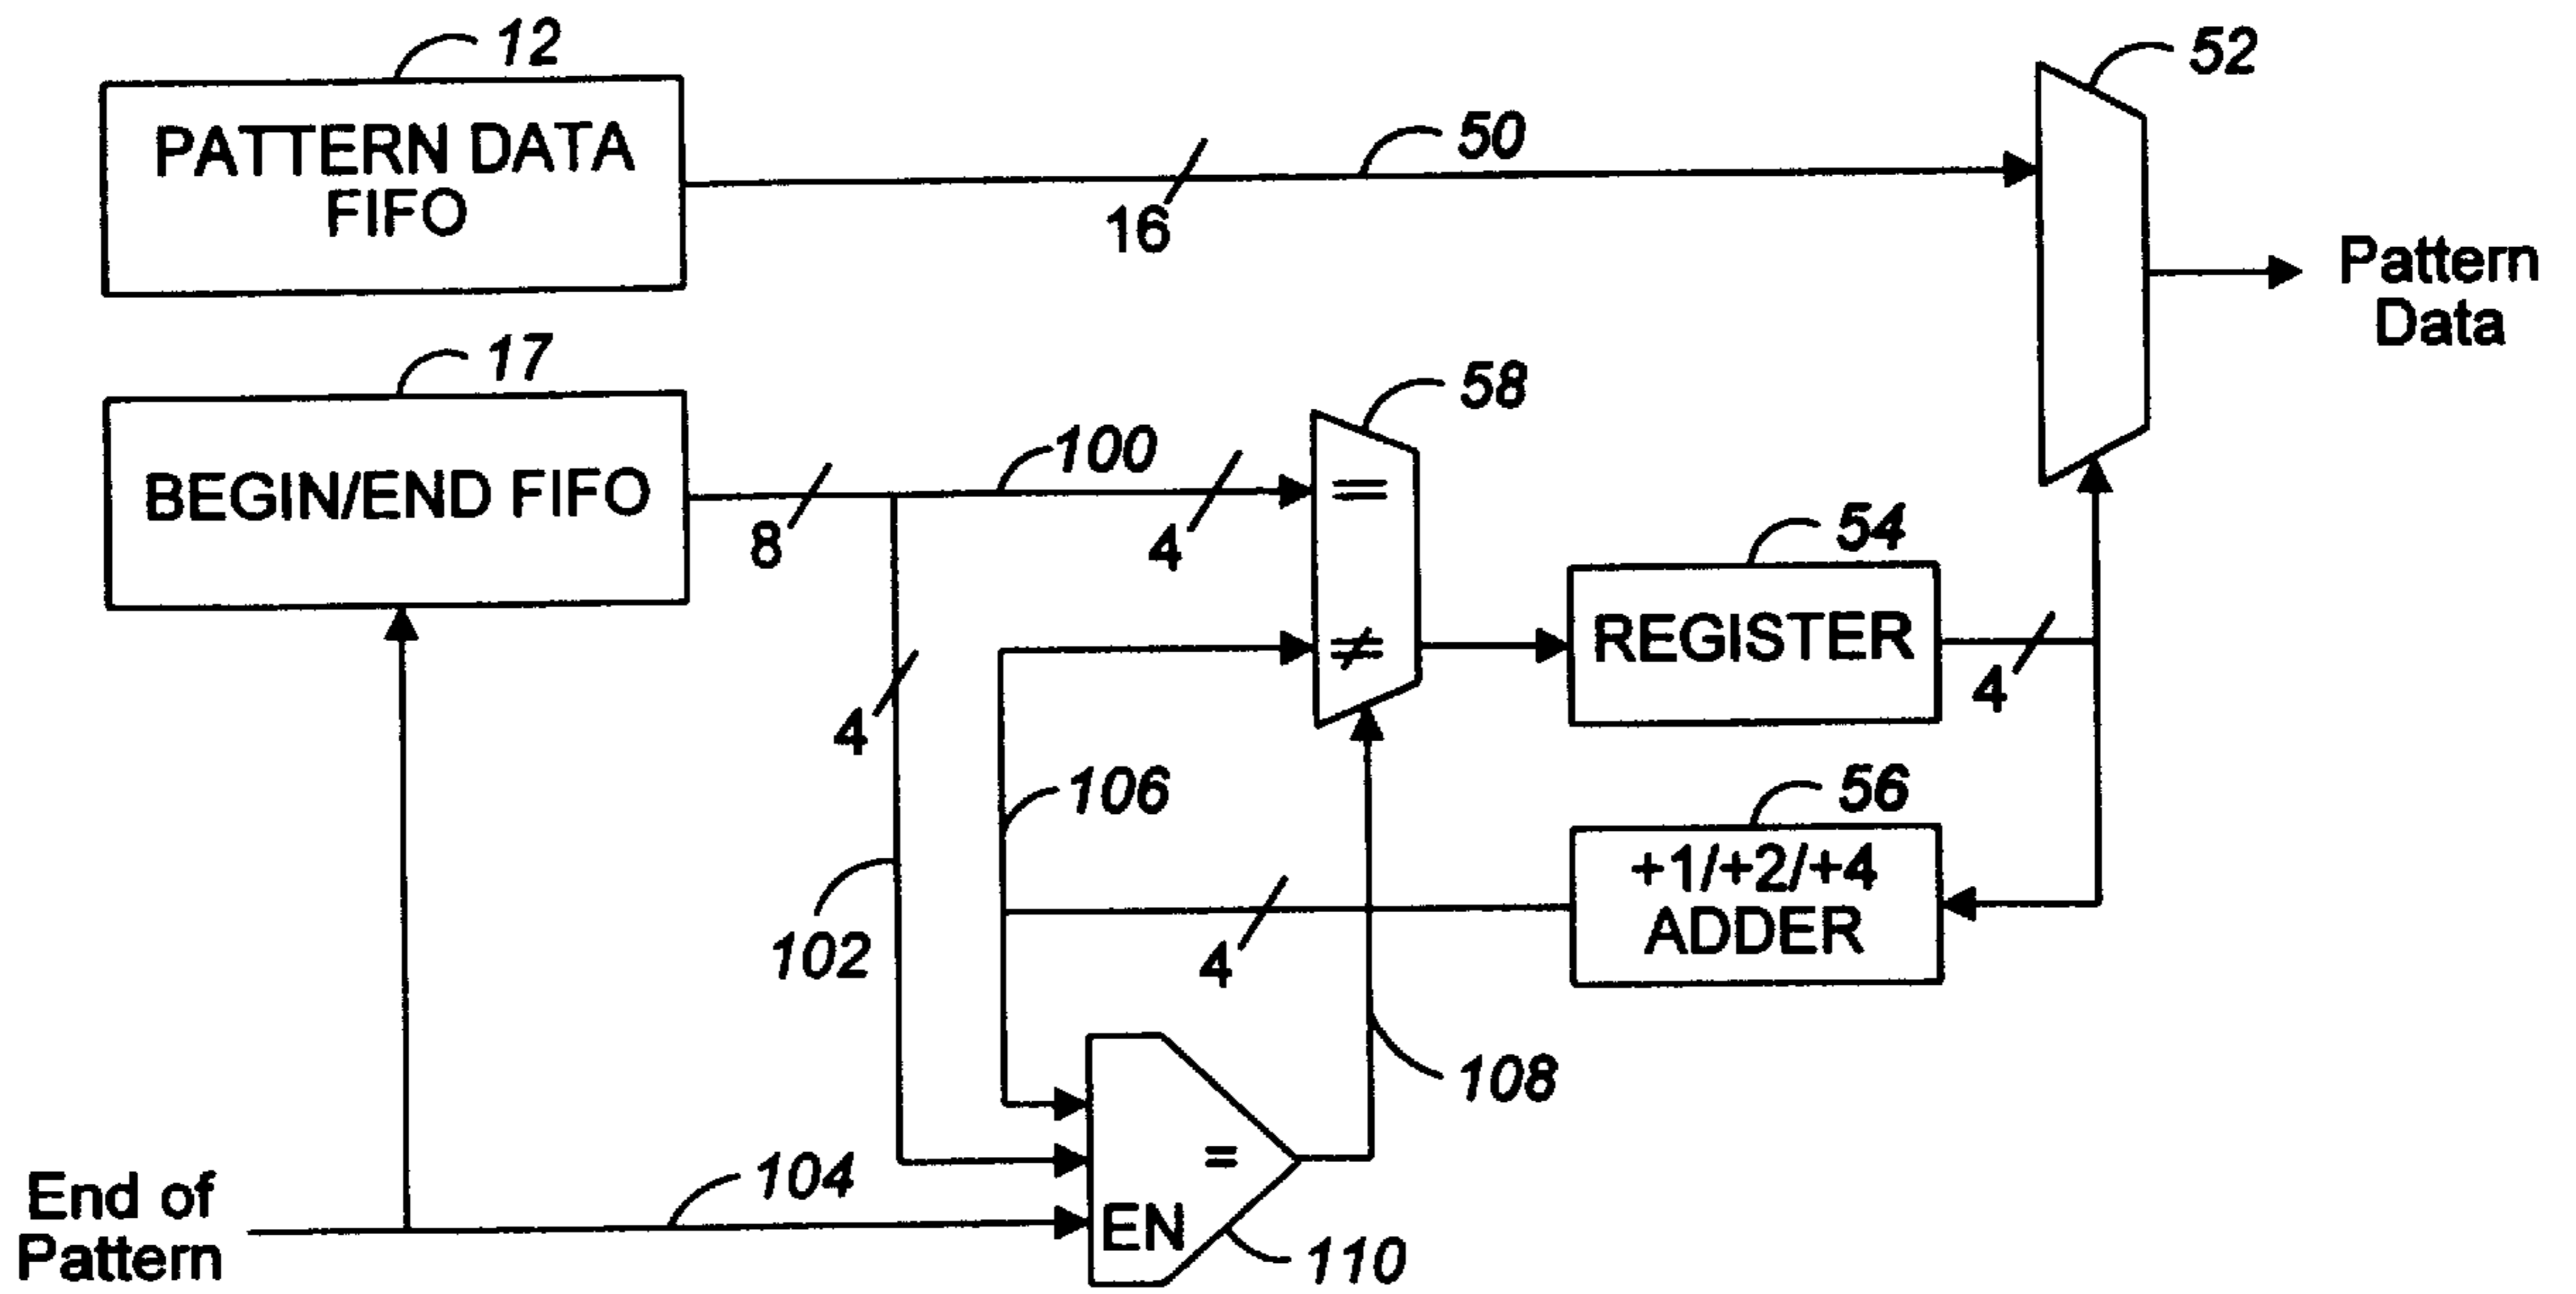 12
52
PATTERN DATA
FIFO
50
16
Pattern
Data
17
58
BEGIN/END FIFO
8
100
4
=
≠
54
REGISTER
4
4
106
56
+1/+2/+4
ADDER
102
4
108
=
EN
110
104
End of
Pattern